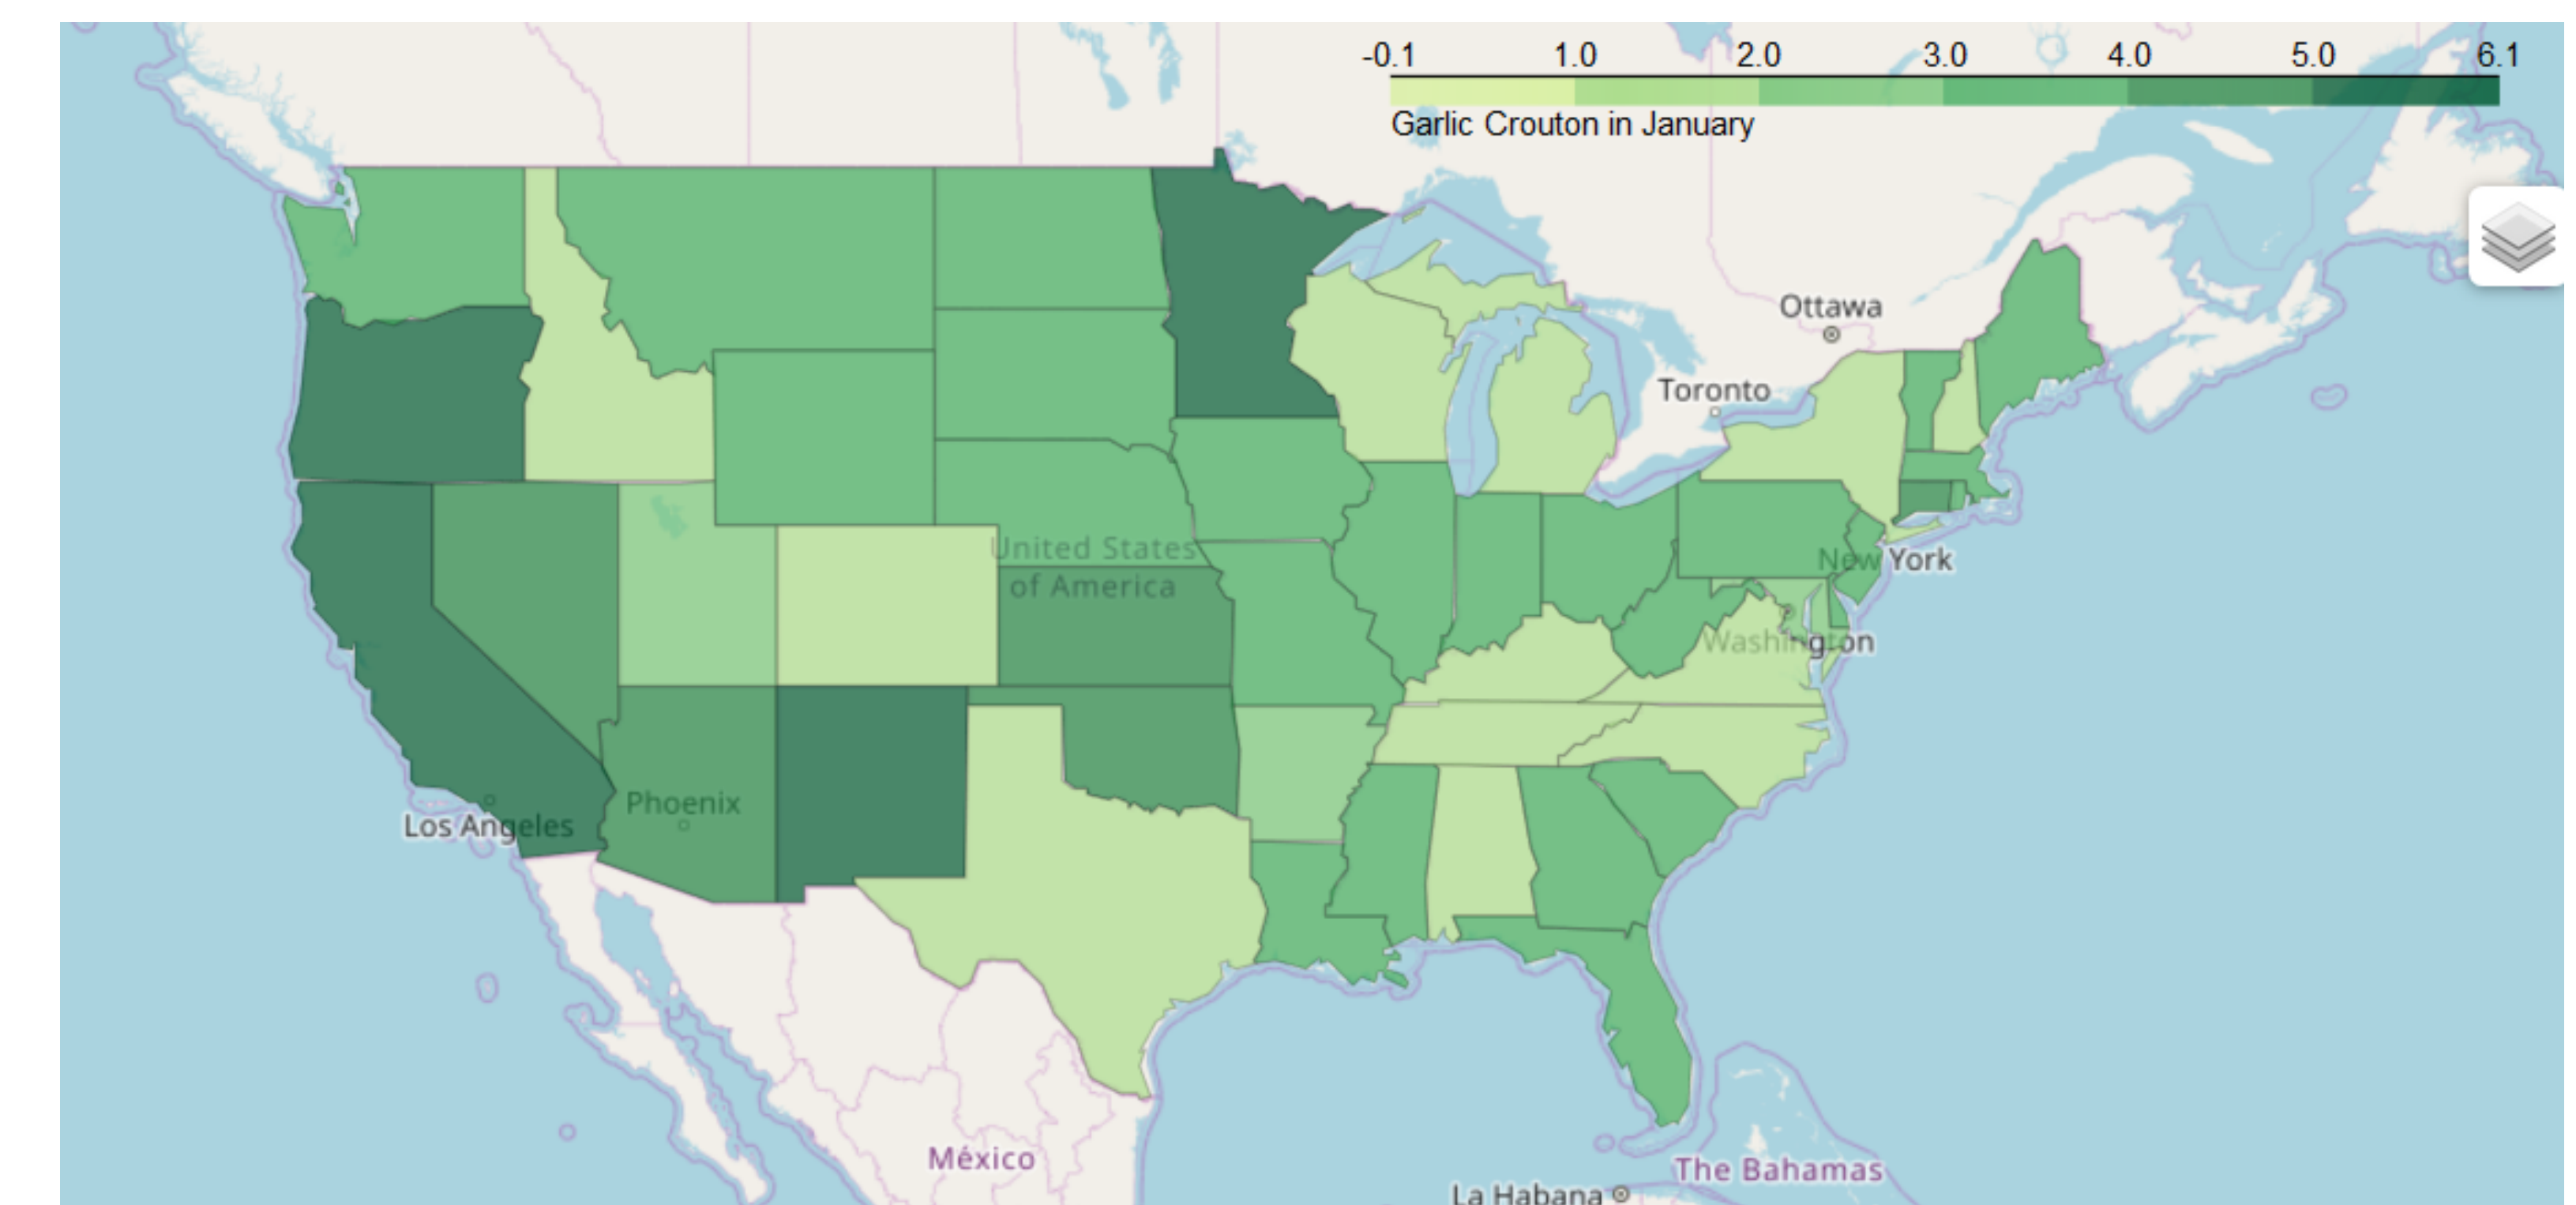 -0.1 1.0 2.0 3.0 4.0 5.0 6.1
Garlic Crouton in January
Ottawa
Toronto
United States
of America
New York
Washington
Phoenix
Los Angeles
México
The Bahamas
La Habana